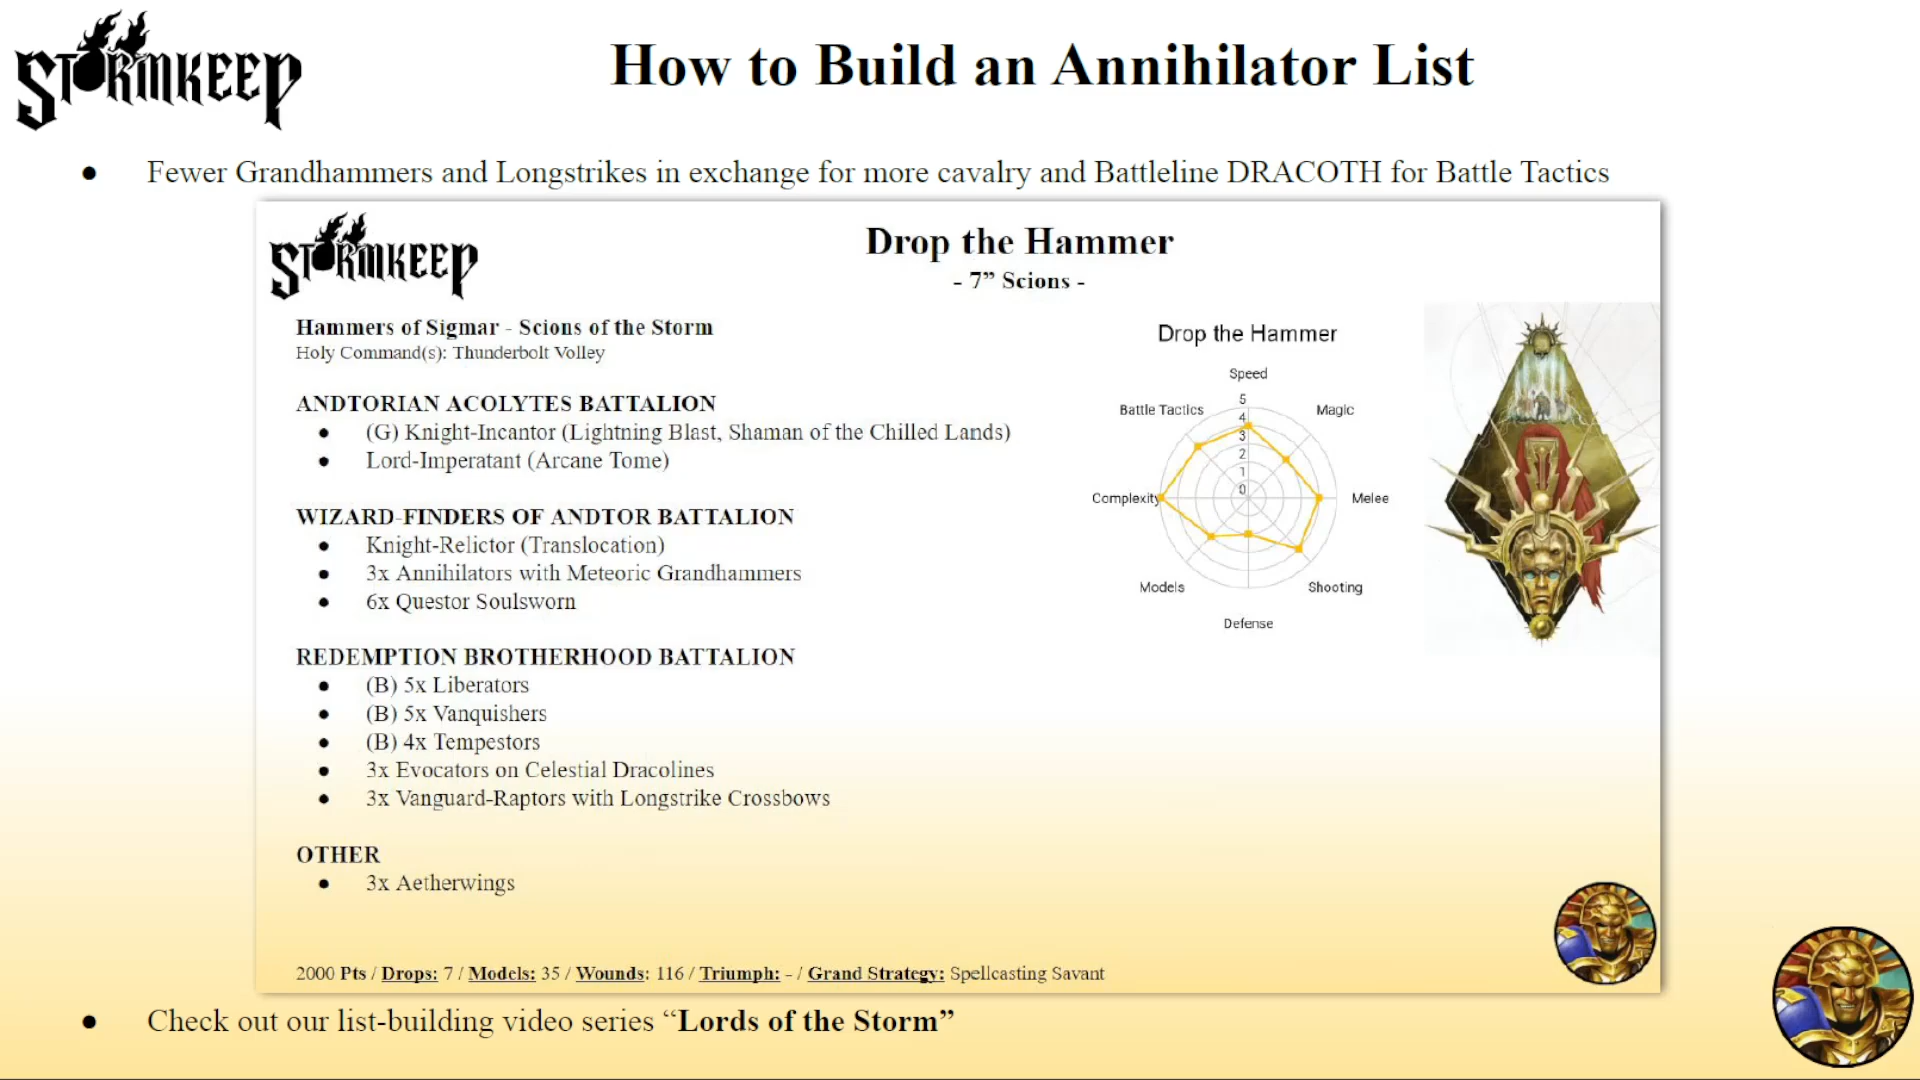 STORMKEEP
How to Build an Annihilator List
● Fewer Grandhammers and Longstrikes in exchange for more cavalry and Battleline DRACOTH for Battle Tactics
STORMKEEP
Drop the Hammer
- 7” Scions -
Hammers of Sigmar - Scions of the Storm
Holy Command(s): Thunderbolt Volley
ANDTORIAN ACOLYTES BATTALION
● (G) Knight-Incantor (Lightning Blast, Shaman of the Chilled Lands)
● Lord-Imperatant (Arcane Tome)
WIZARD-FINDERS OF ANDTOR BATTALION
● Knight-Relictor (Translocation)
● 3x Annihilators with Meteoric Grandhammers
● 6x Questor Soulsworn
REDEMPTION BROTHERHOOD BATTALION
● (B) 5x Liberators
● (B) 5x Vanquishers
● (B) 4x Tempestors
● 3x Evocators on Celestial Dracolines
● 3x Vanguard-Raptors with Longstrike Crossbows
OTHER
● 3x Aetherwings
2000 Pts / Drops: 7 / Models: 35 / Wounds: 116 / Triumph: - / Grand Strategy: Spellcasting Savant
Drop the Hammer
Speed
5
Battle Tactics
Magic
4
3
2
1
0
Complexity
Melee
Models
Shooting
Defense
● Check out our list-building video series “Lords of the Storm”